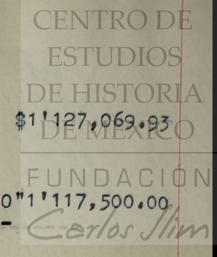 CENTRO DE
ESTUDIOS
DE HISTORIA
$1'127,069.93
DE MÉXICO
FUNDACIÓN
0"1'117,500.00
Carlos Slim